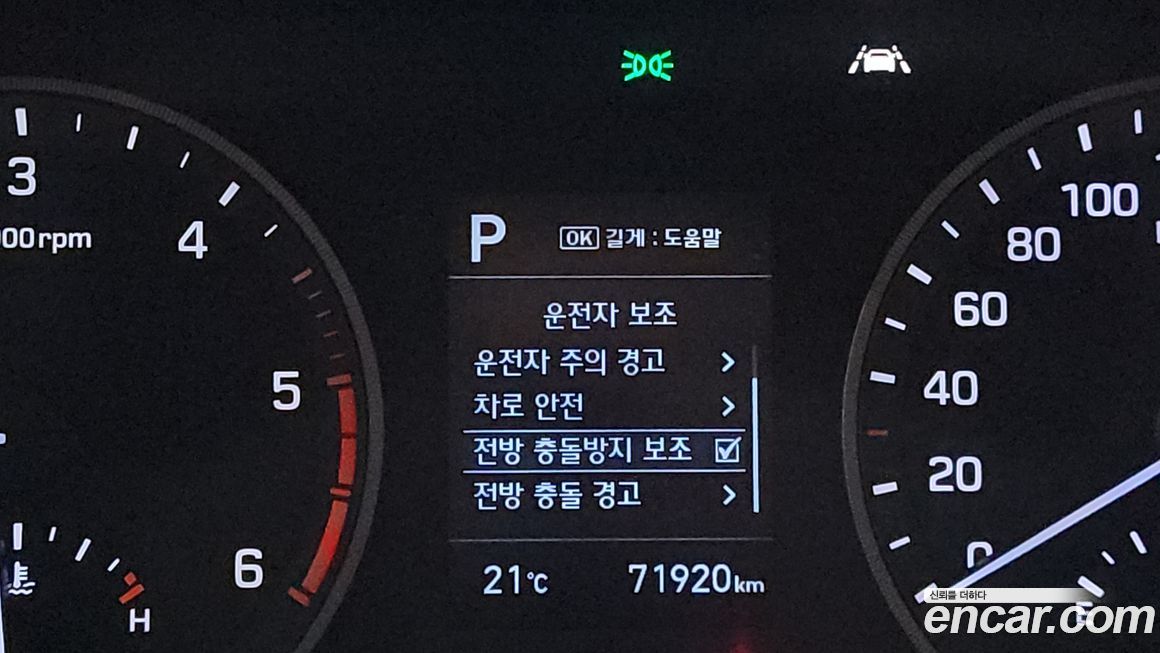 3
000rpm
4
5
6
H
P
OK 길게 : 도움말
운전자 보조
운전자 주의 경고 >
차로 안전 >
전방 충돌방지 보조
전방 충돌 경고 >
21℃
71920km
100
80
60
40
20
0
E
신뢰를 더하다
encar.com